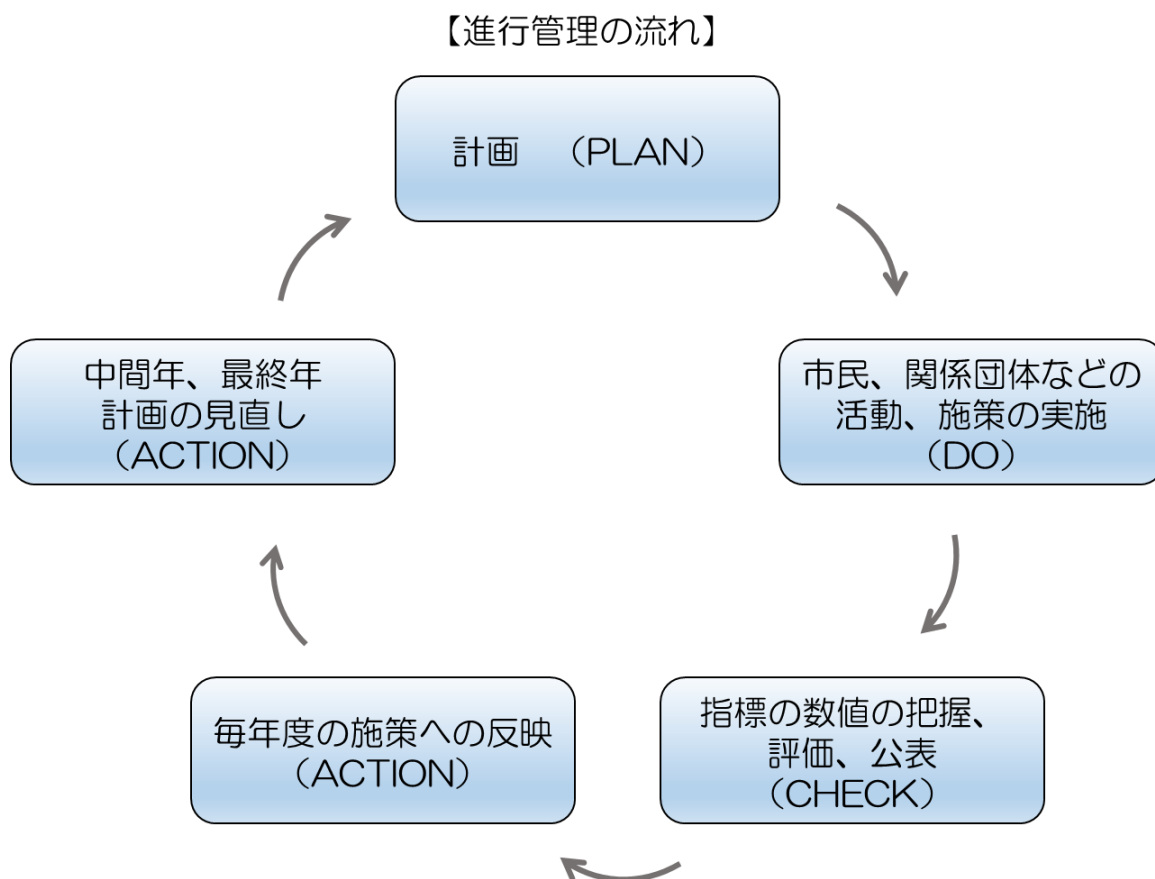 【進行管理の流れ】
計画　（PLAN）
市民、関係団体などの
活動、施策の実施
（DO）
指標の数値の把握、
評価、公表
（CHECK）
毎年度の施策への反映
（ACTION）
中間年、最終年
計画の見直し
（ACTION）